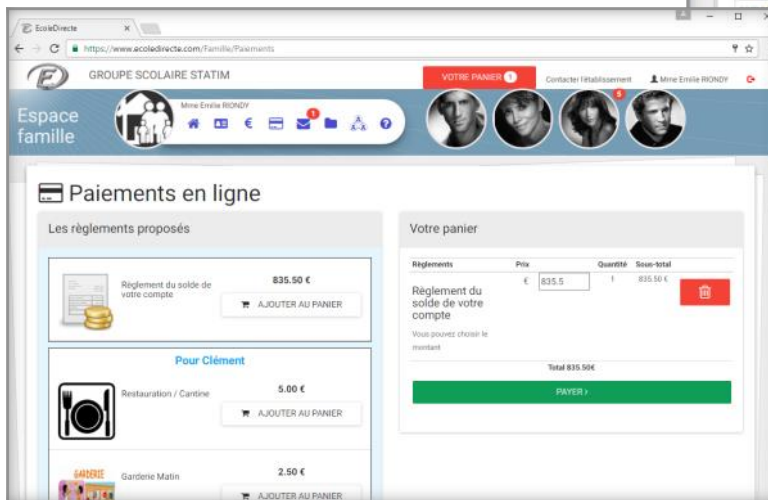 EcoleDirecte
https://www.ecoledirecte.com/Famille/Paiements
GROUPE SCOLAIRE STATIM
VOTRE PANIER 1
Contacter l'établissement
Mme Emilie RIONDY
Espace
famille
Mme Emilie RIONDY
€
1
?
5
Paiements en ligne
Les règlements proposés
Règlement du solde de
votre compte
835.50 €
AJOUTER AU PANIER
Pour Clément
Restauration / Cantine
5.00 €
AJOUTER AU PANIER
GARDERIE
Garderie Matin
2.50 €
AJOUTER AU PANIER
Votre panier
Règlements Prix Quantité Sous-total
Règlement du
solde de votre
compte
€ 835.5 1 835.50 €
Vous pouvez choisir le
montant
Total 835.50€
PAYER ›